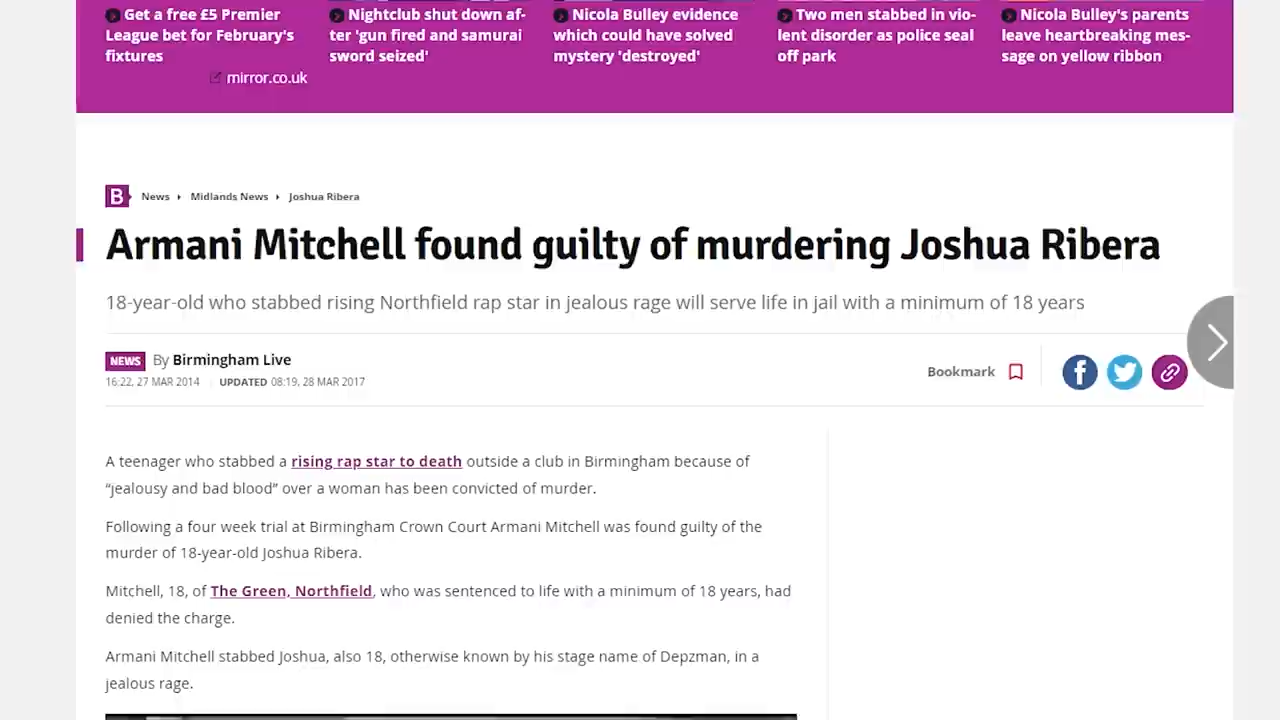 Get a free £5 Premier
League bet for February's
fixtures
mirror.co.uk
Nightclub shut down af-
ter 'gun fired and samurai
sword seized'
Nicola Bulley evidence
which could have solved
mystery 'destroyed'
Two men stabbed in vio-
lent disorder as police seal
off park
Nicola Bulley's parents
leave heartbreaking mes-
sage on yellow ribbon
B News Midlands News Joshua Ribera
Armani Mitchell found guilty of murdering Joshua Ribera
18-year-old who stabbed rising Northfield rap star in jealous rage will serve life in jail with a minimum of 18 years
NEWS By Birmingham Live
16:22, 27 MAR 2014 UPDATED 08:19, 28 MAR 2017
Bookmark
A teenager who stabbed a rising rap star to death outside a club in Birmingham because of
“jealousy and bad blood” over a woman has been convicted of murder.
Following a four week trial at Birmingham Crown Court Armani Mitchell was found guilty of the
murder of 18-year-old Joshua Ribera.
Mitchell, 18, of The Green, Northfield, who was sentenced to life with a minimum of 18 years, had
denied the charge.
Armani Mitchell stabbed Joshua, also 18, otherwise known by his stage name of Depzman, in a
jealous rage.